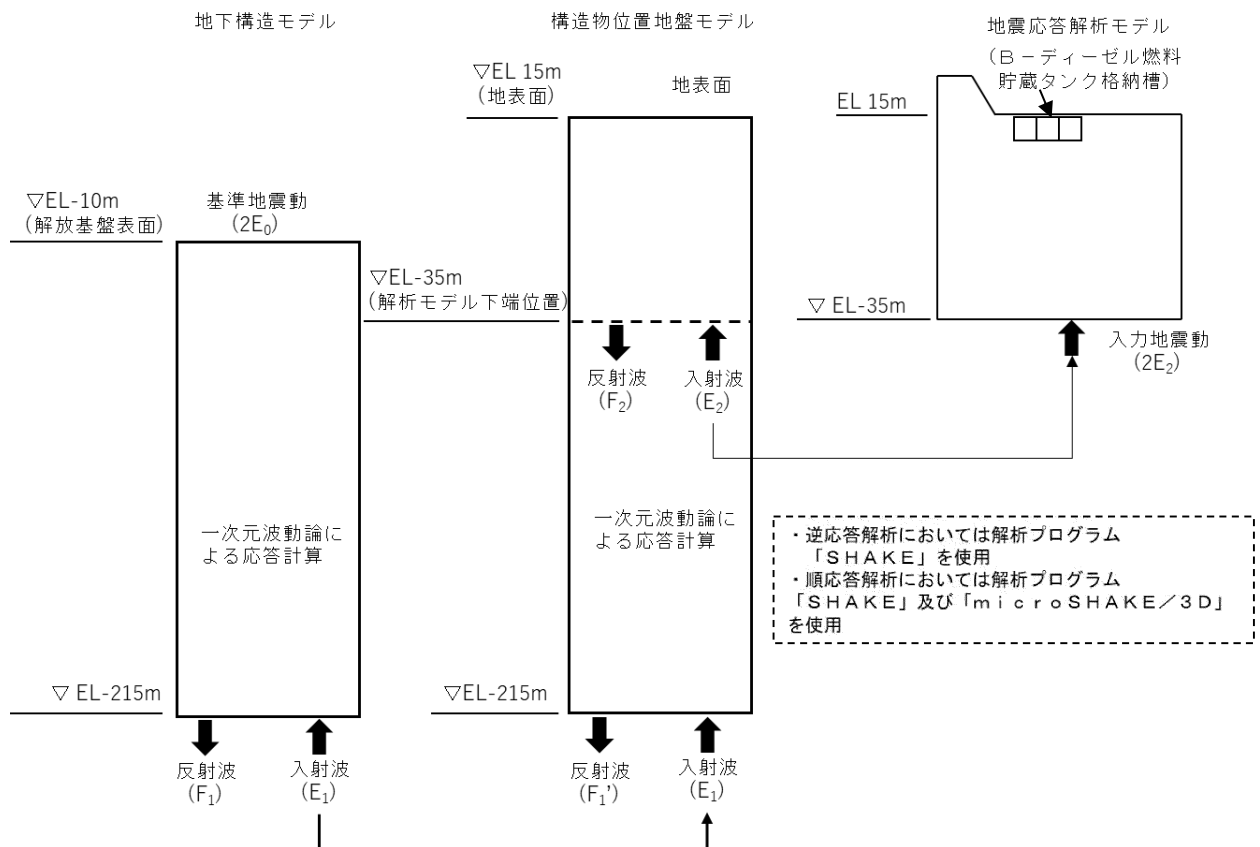 地下構造モデル
▽EL-10m
(解放基盤表面)
基準地震動
(2E₀)
一次元波動論に
よる応答計算
▽ EL-215m
反射波
(F₁)
入射波
(E₁)
構造物位置地盤モデル
▽EL 15m
(地表面)
地表面
▽EL-35m
(解析モデル下端位置)
反射波
(F₂)
入射波
(E₂)
一次元波動論に
よる応答計算
▽EL-215m
反射波
(F₁’)
入射波
(E₁)
地震応答解析モデル
(Ｂ－ディーゼル燃料
貯蔵タンク格納槽)
EL 15m
▽ EL-35m
入力地震動
(2E₂)
・逆応答解析においては解析プログラム
「ＳＨＡＫＥ」を使用
・順応答解析においては解析プログラム
「ＳＨＡＫＥ」及び「ｍｉｃｒｏＳＨＡＫＥ／３Ｄ」
を使用